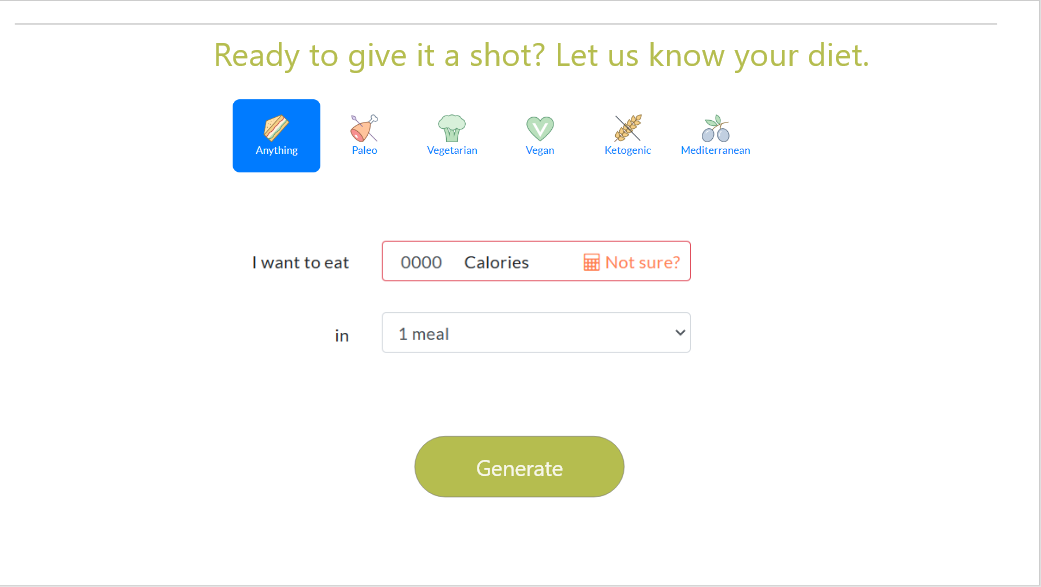 Ready to give it a shot? Let us know your diet.
Anything Paleo Vegetarian Vegan Ketogenic Mediterranean
I want to eat 0000 Calories Not sure?
in 1 meal
Generate